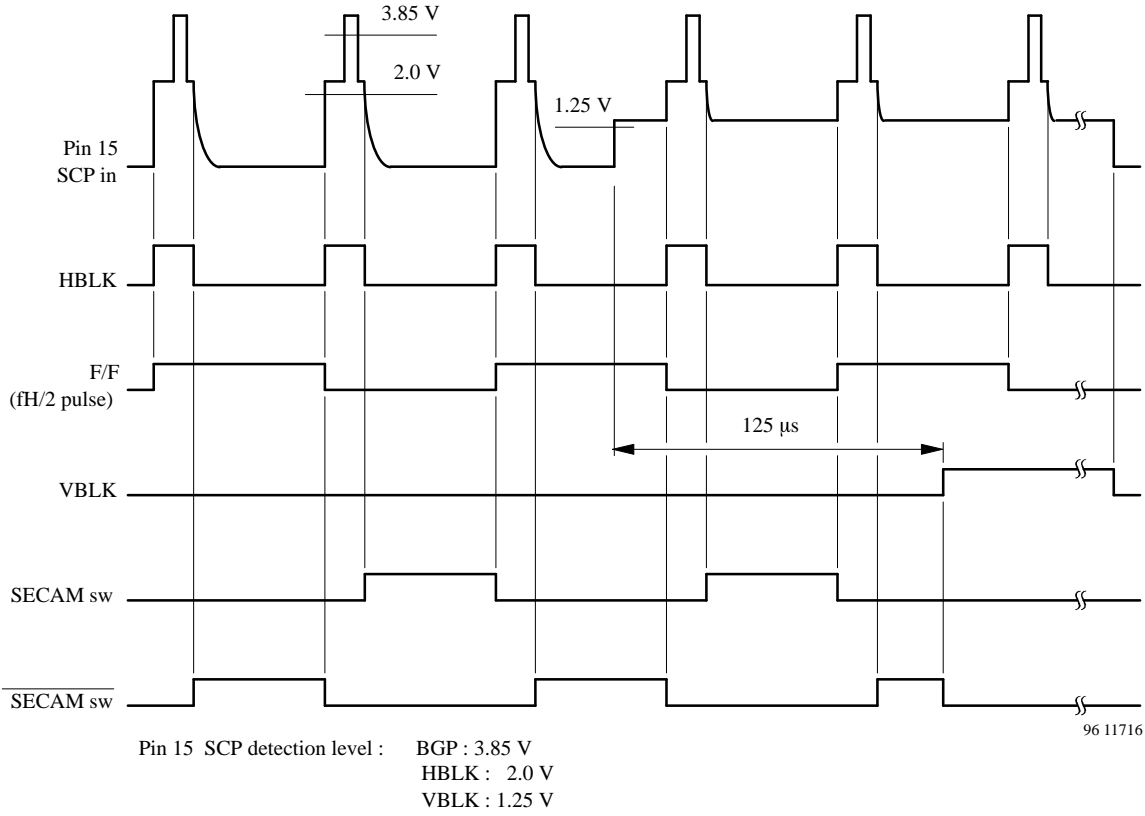 3.85 V
2.0 V
1.25 V
Pin 15
SCP in
HBLK
F/F
(fH/2 pulse)
125 μs
VBLK
SECAM sw
SECAM sw
96 11716
Pin 15 SCP detection level : BGP : 3.85 V
HBLK : 2.0 V
VBLK : 1.25 V